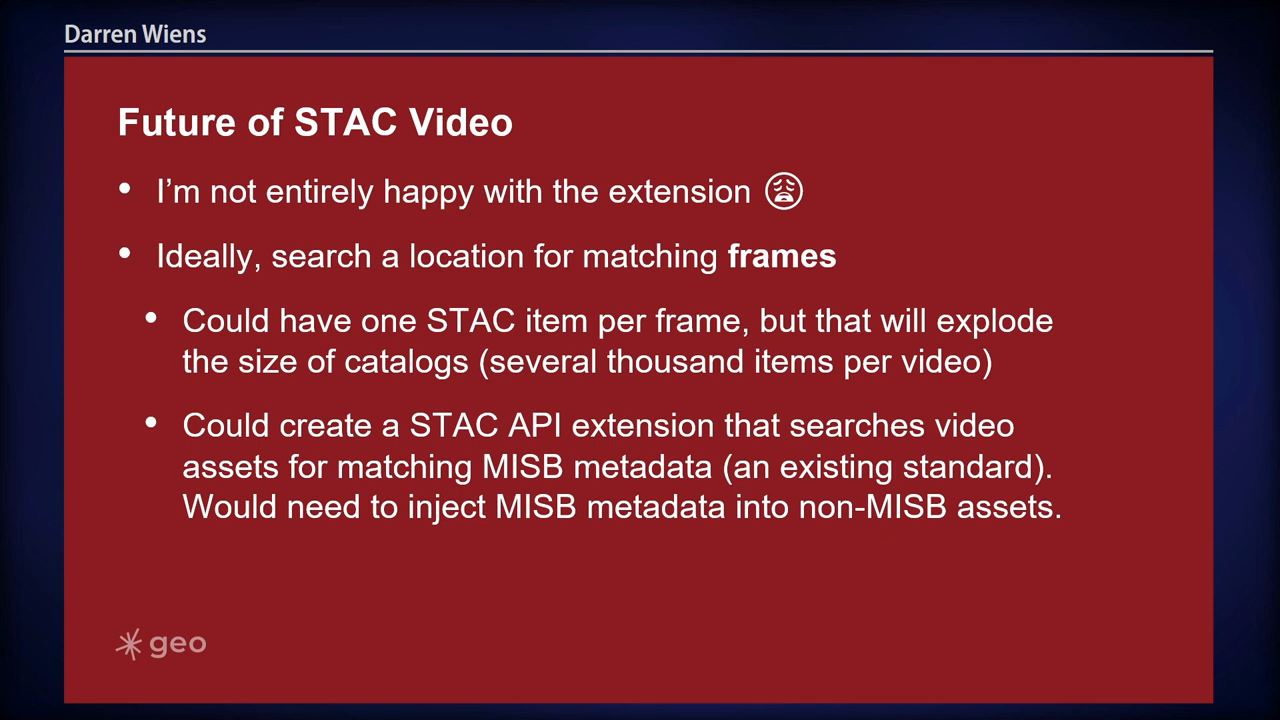 Darren Wiens
Future of STAC Video
• I'm not entirely happy with the extension 😩
• Ideally, search a location for matching frames
• Could have one STAC item per frame, but that will explode
the size of catalogs (several thousand items per video)
• Could create a STAC API extension that searches video
assets for matching MISB metadata (an existing standard).
Would need to inject MISB metadata into non-MISB assets.
geo